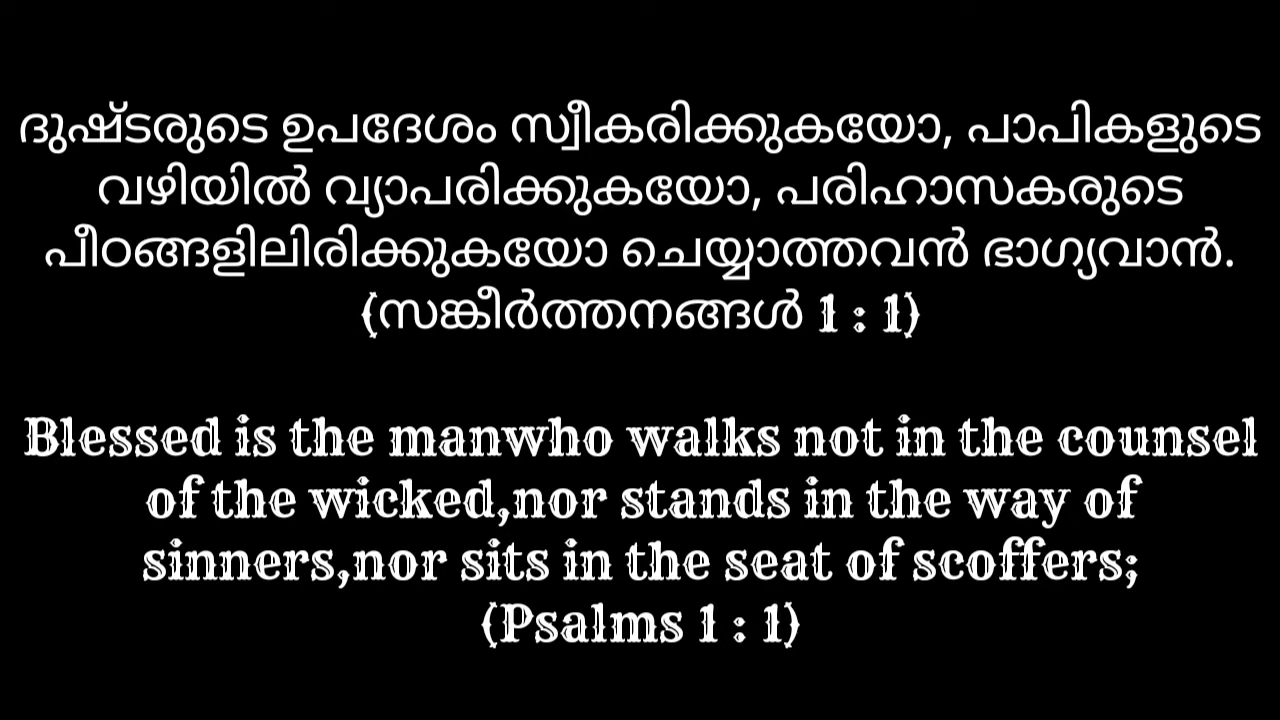 ദുഷ്ടരുടെ ഉപദേശം സ്വീകരിക്കുകയോ, പാപികളുടെ
വഴിയിൽ വ്യാപരിക്കുകയോ, പരിഹാസകരുടെ
പീഠങ്ങളിലിരിക്കുകയോ ചെയ്യാത്തവൻ ഭാഗ്യവാൻ.
(സങ്കീർത്തനങ്ങൾ 1 : 1)
Blessed is the manwho walks not in the counsel
of the wicked,nor stands in the way of
sinners,nor sits in the seat of scoffers;
(Psalms 1 : 1)